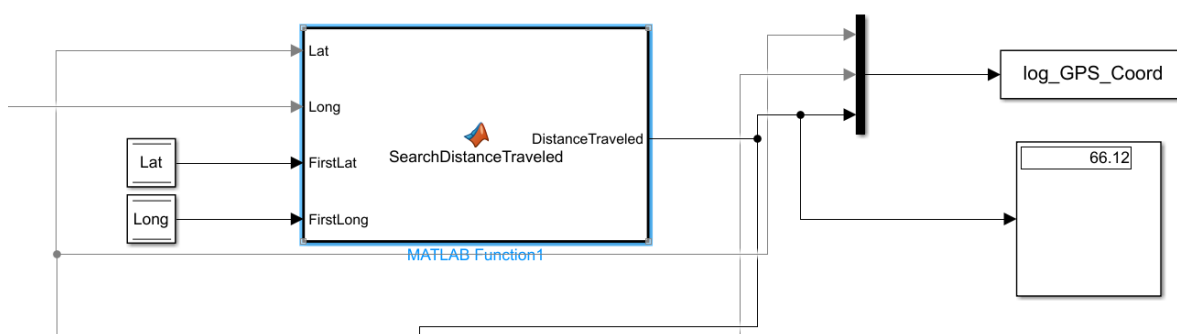 Lat
Long
FirstLat
FirstLong
SearchDistanceTraveled
DistanceTraveled
MATLAB Function1
Lat
Long
log_GPS_Coord
66.12